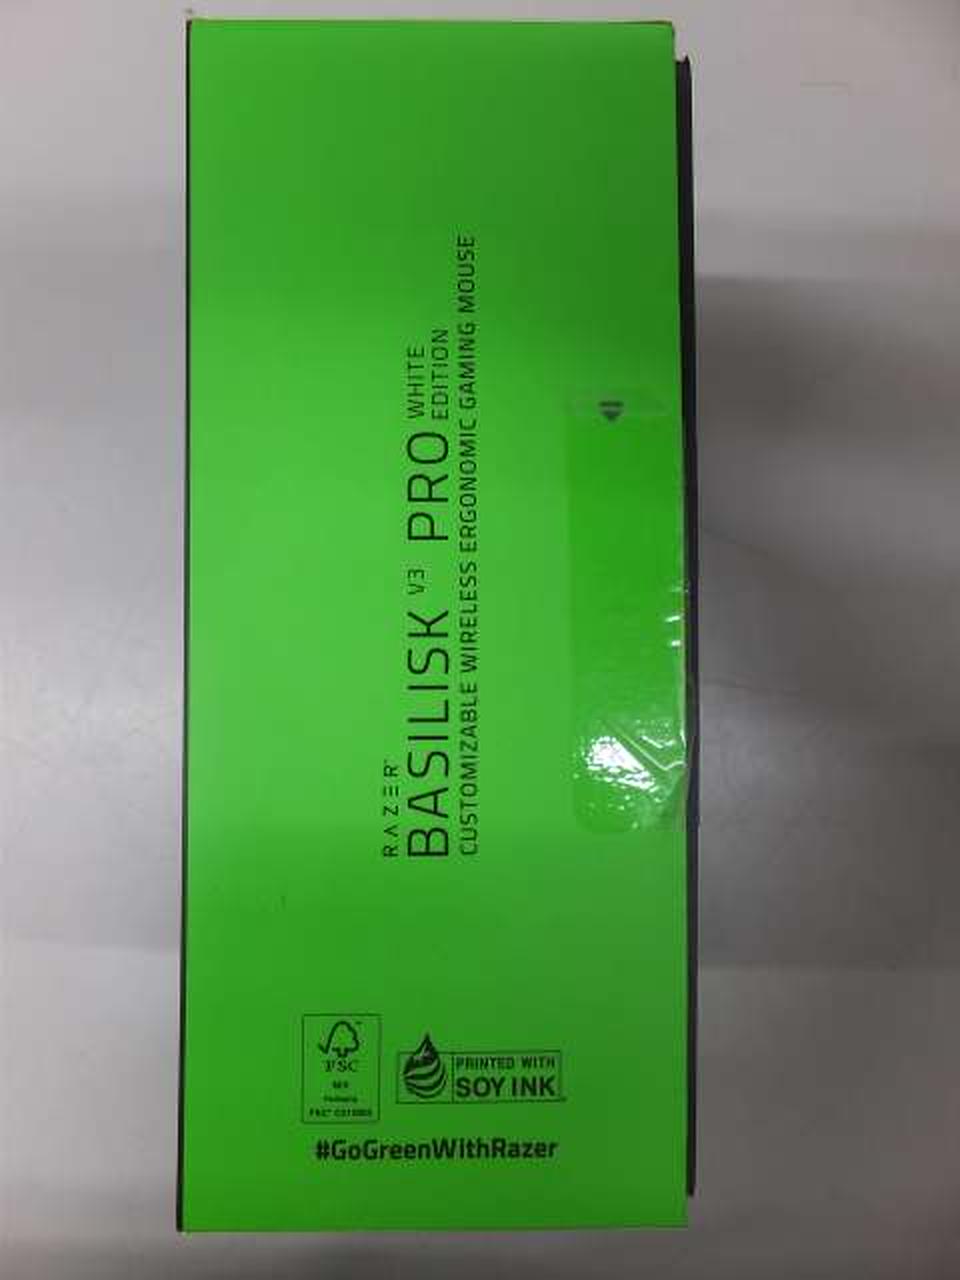 RAZER
BASILISK V3 PRO WHITE EDITION
CUSTOMIZABLE WIRELESS ERGONOMIC GAMING MOUSE
FSC
PRINTED WITH
SOY INK
#GoGreenWithRazer